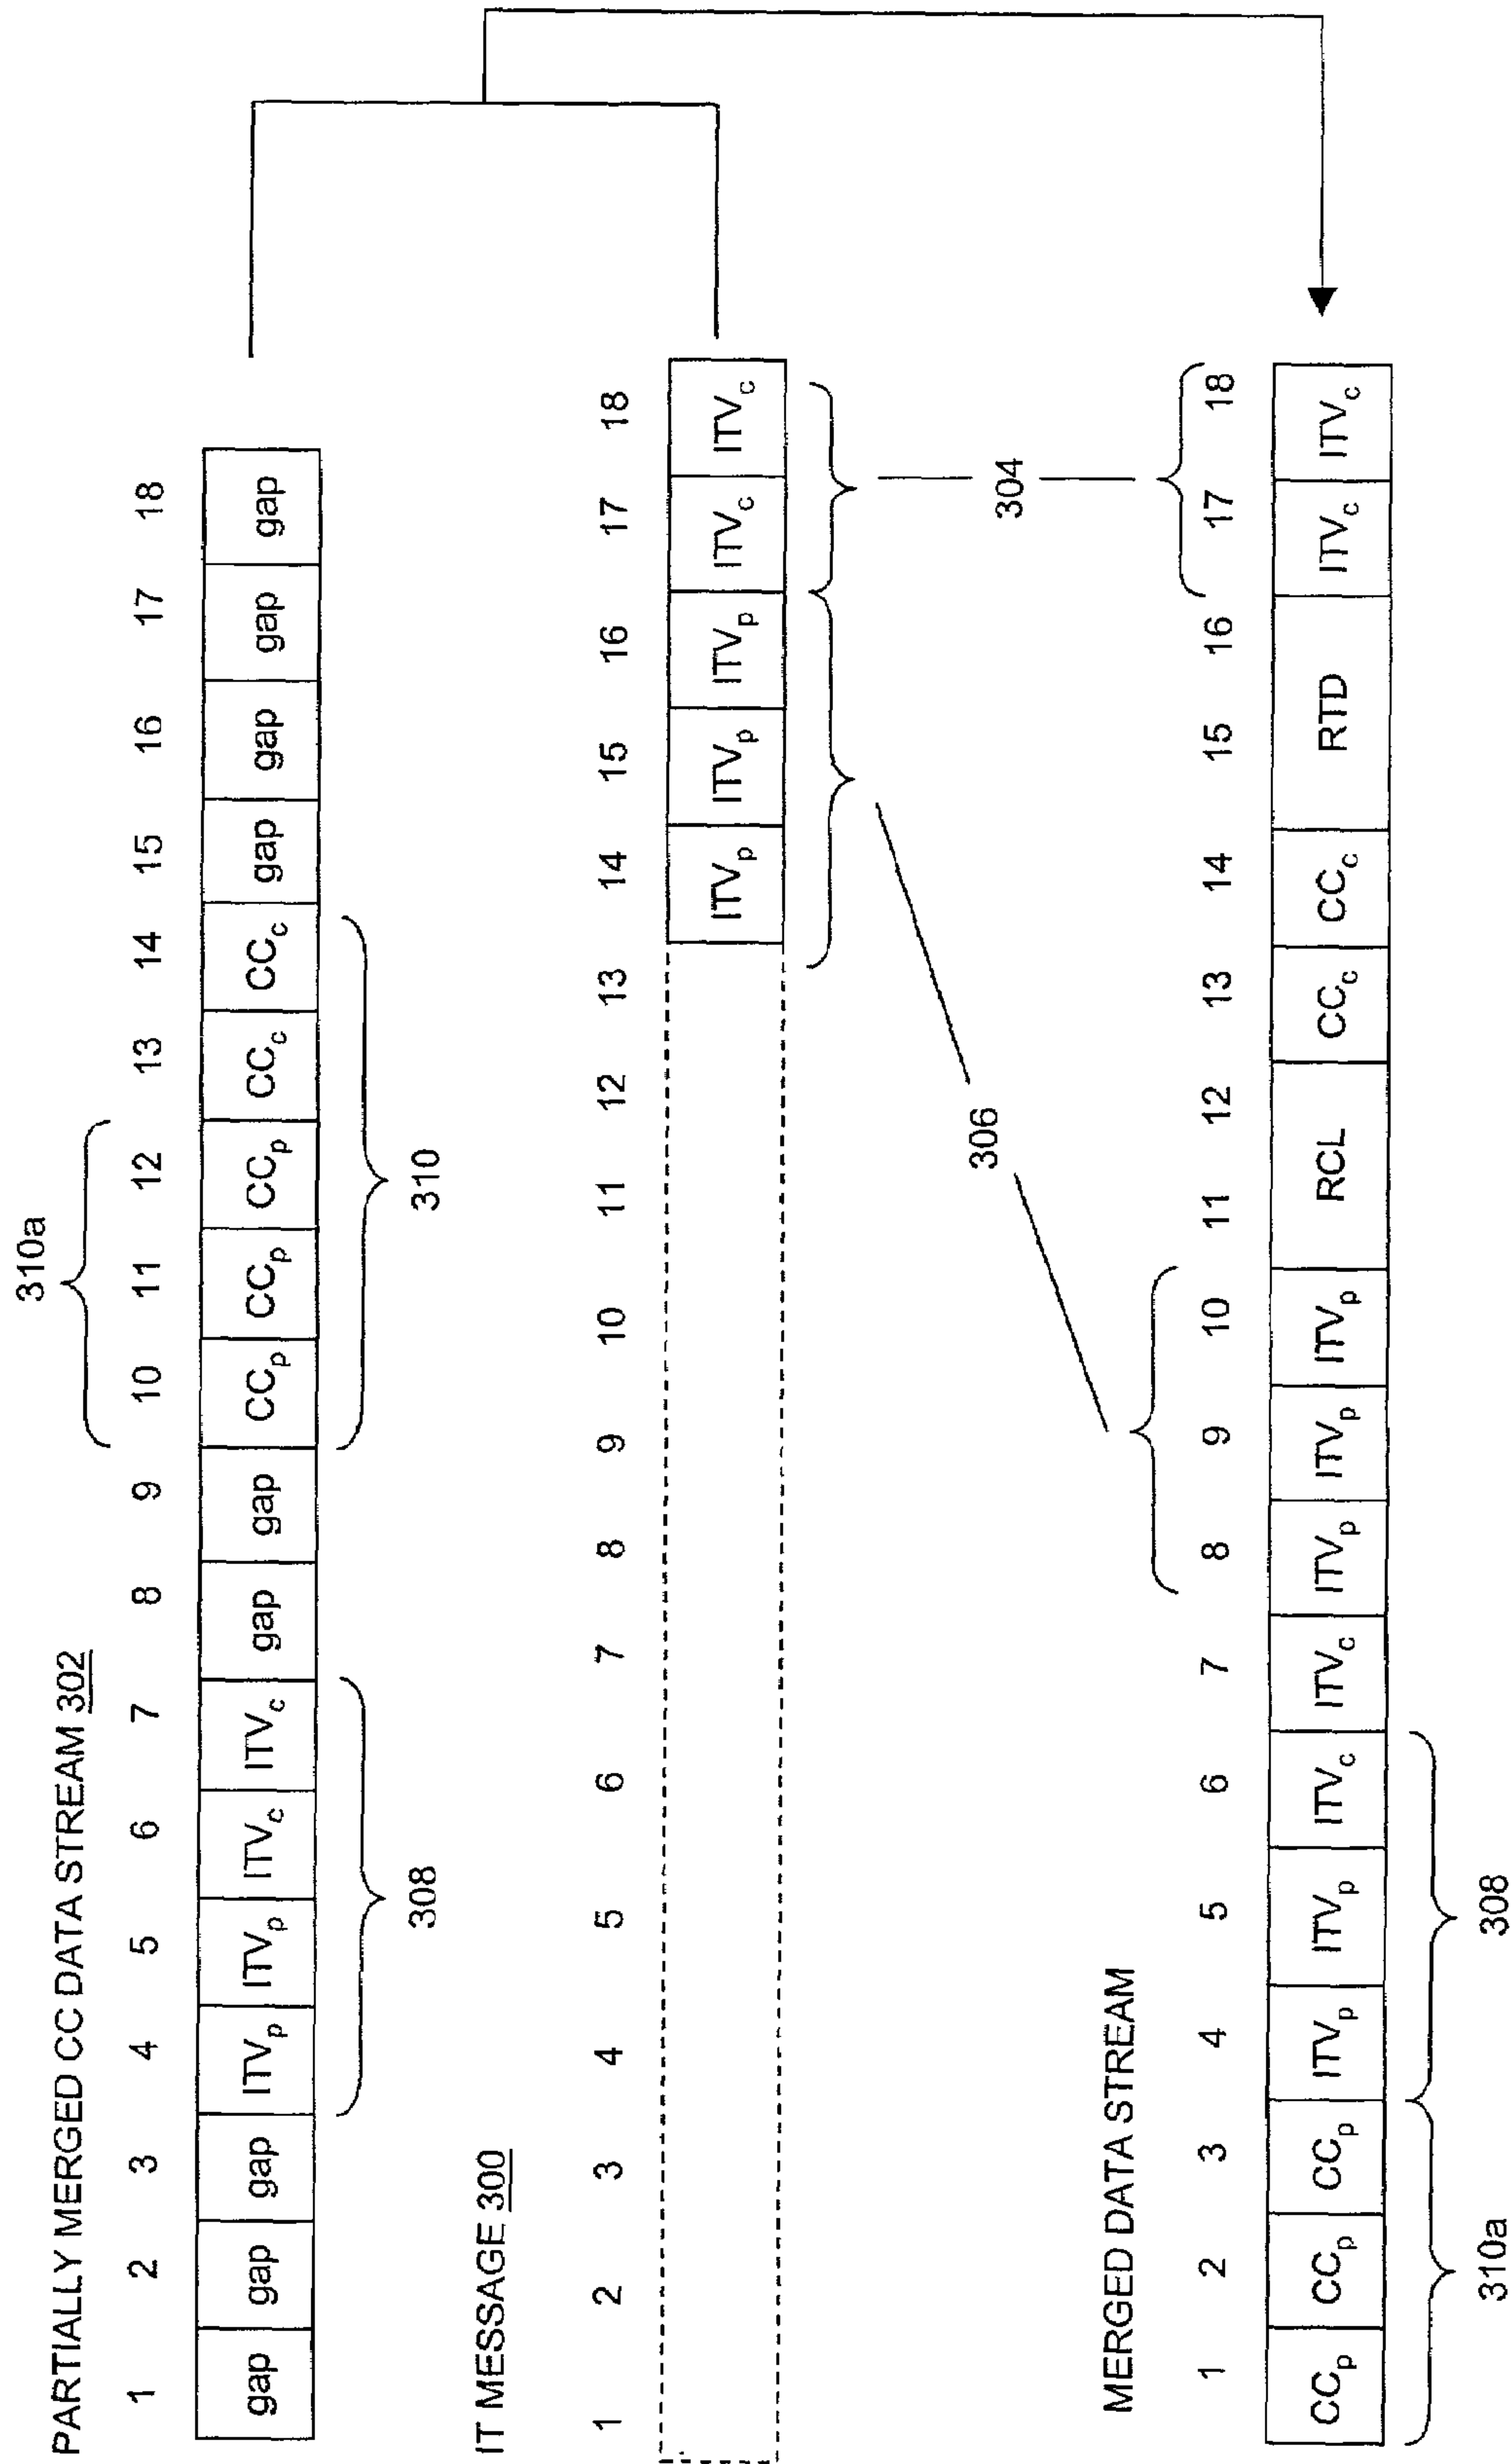 310a
PARTIALLY MERGED CC DATA STREAM 302
1 2 3 4 5 6 7 8 9 10 11 12 13 14 15 16 17 18
gap gap gap ITVp ITVp ITVc ITVc gap gap CCp CCp CCp CCc CCc gap gap gap gap
308 310
IT MESSAGE 300
1 2 3 4 5 6 7 8 9 10 11 12 13 14 15 16 17 18
ITVp ITVp ITVp ITVc ITVc
306 304
MERGED DATA STREAM
1 2 3 4 5 6 7 8 9 10 11 12 13 14 15 16 17 18
CCp CCp CCp ITVp ITVp ITVc ITVc ITVp ITVp ITVp RCL CCc CCc RTD ITVc ITVc
310a 308